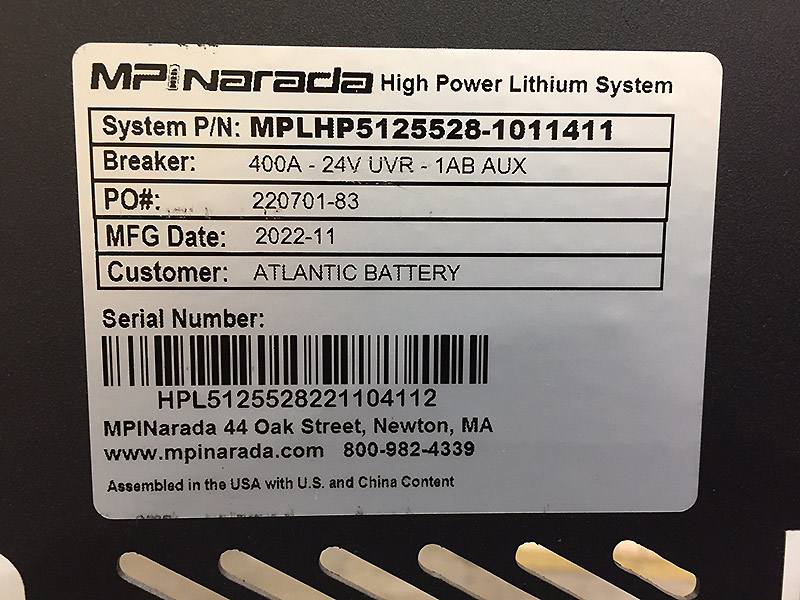 MPINarada High Power Lithium System
System P/N: MPLHP5125528-1011411
Breaker: 400A - 24V UVR - 1AB AUX
PO#: 220701-83
MFG Date: 2022-11
Customer: ATLANTIC BATTERY
Serial Number:
HPL5125528221104112
MPINarada 44 Oak Street, Newton, MA
www.mpinarada.com 800-982-4339
Assembled in the USA with U.S. and China Content